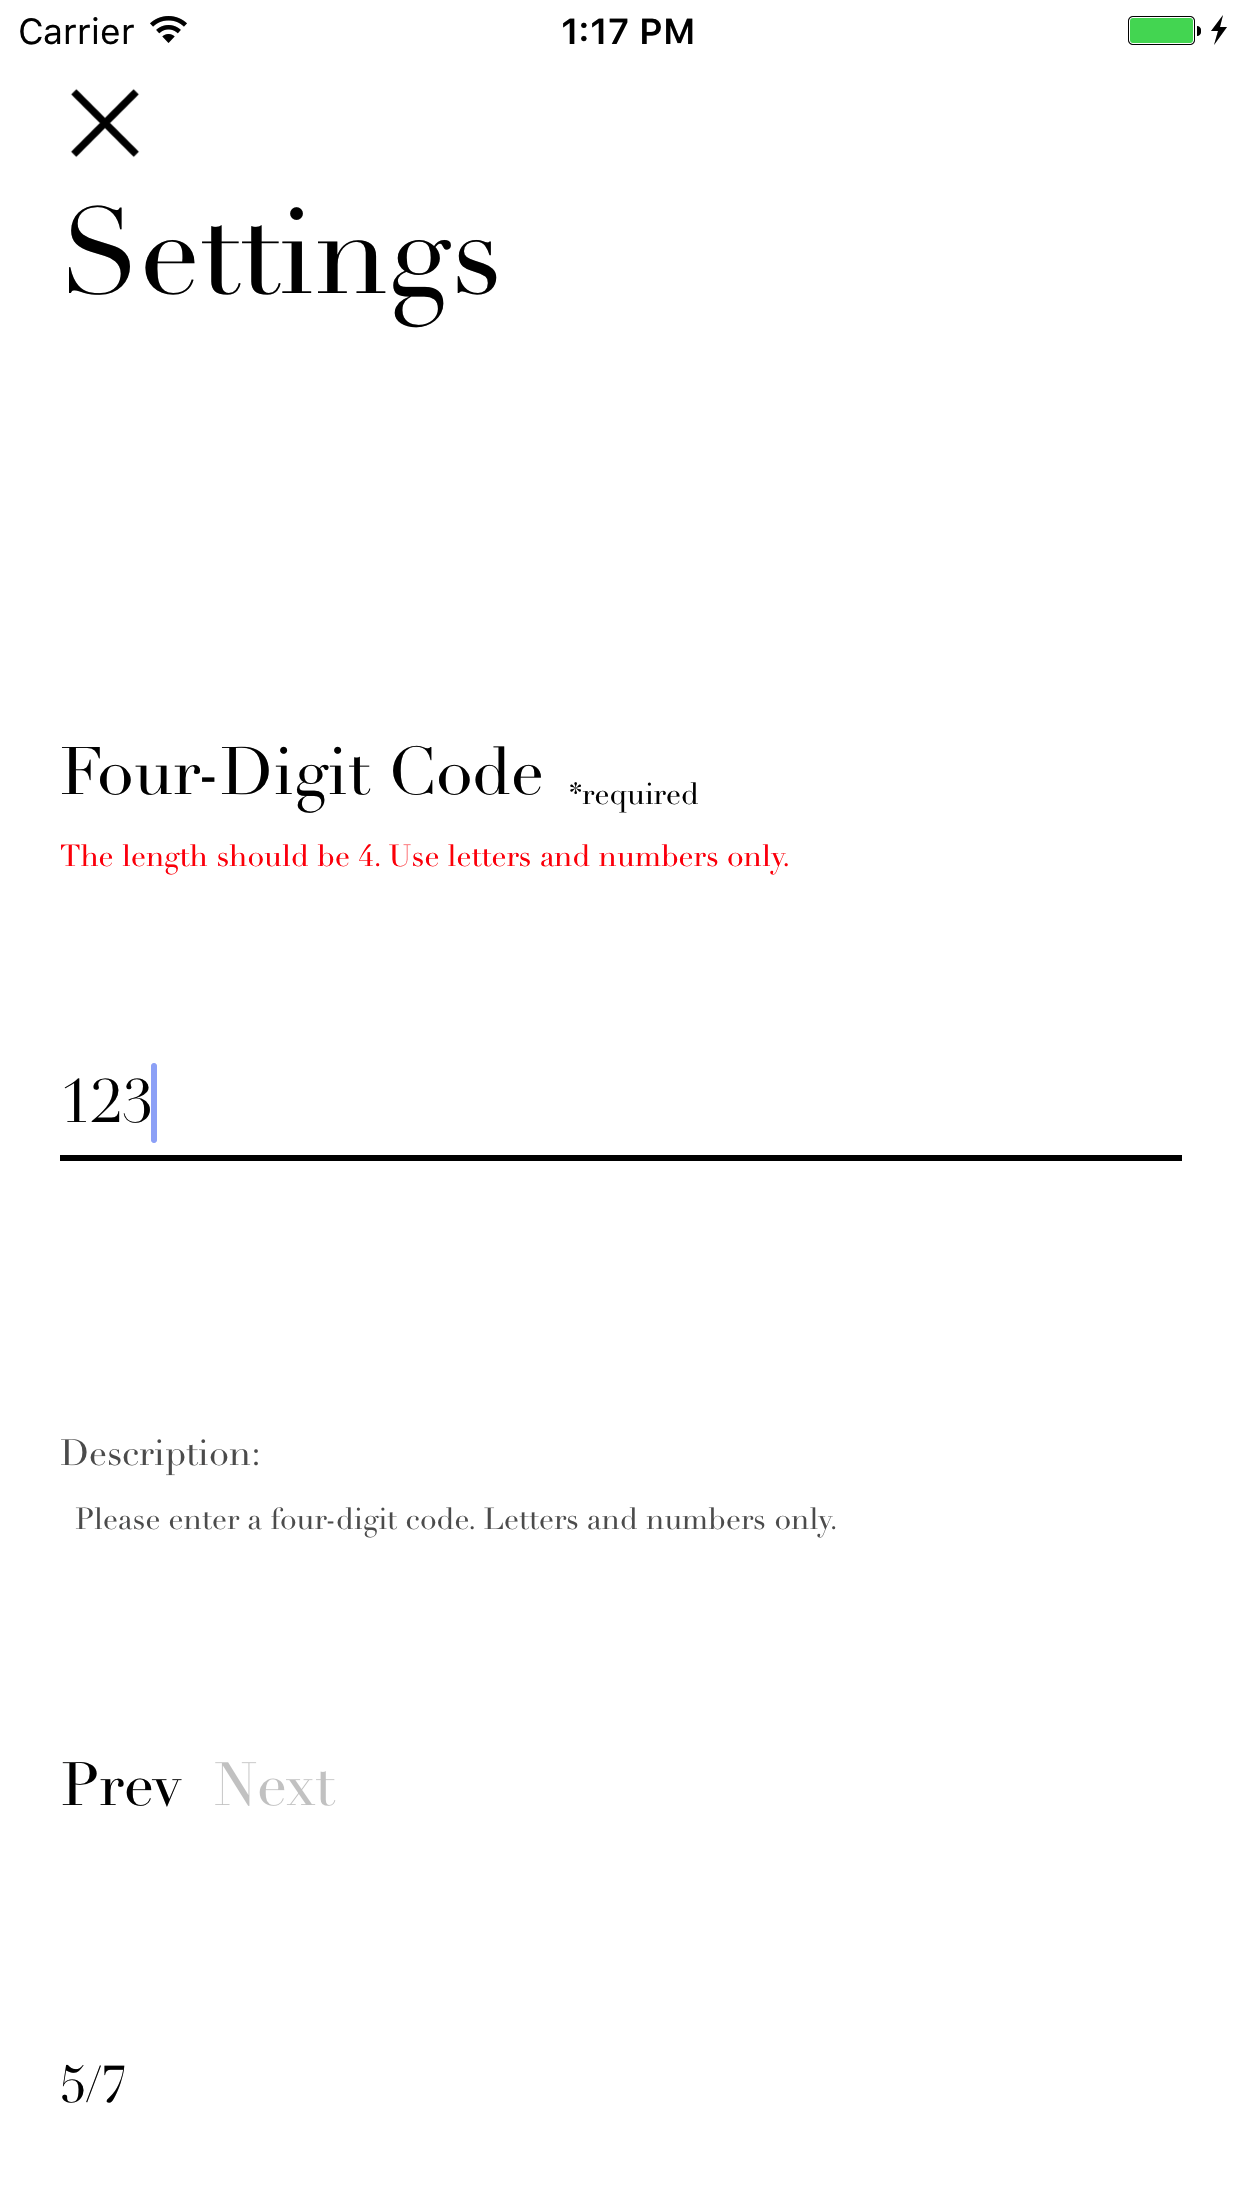 Carrier 1:17 PM
Settings
Four-Digit Code *required
The length should be 4. Use letters and numbers only.
123
Description:
Please enter a four-digit code. Letters and numbers only.
Prev Next
5/7